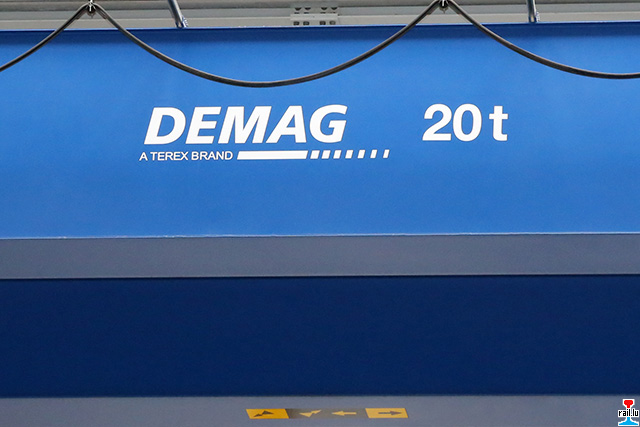 DEMAG
A TEREX BRAND
20 t
rail.lu